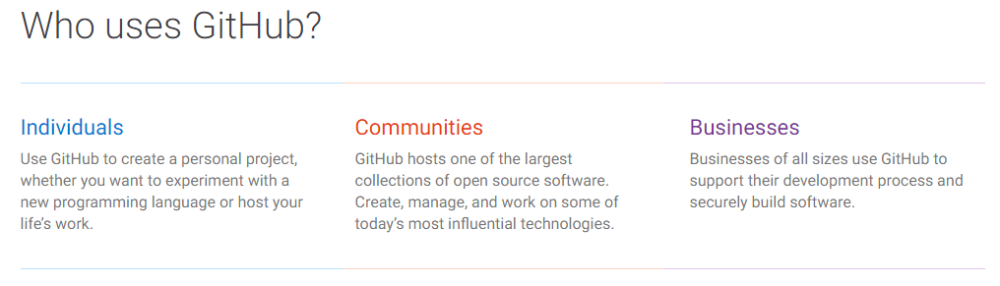 Who uses GitHub?
Individuals
Use GitHub to create a personal project,
whether you want to experiment with a
new programming language or host your
life’s work.
Communities
GitHub hosts one of the largest
collections of open source software.
Create, manage, and work on some of
today’s most influential technologies.
Businesses
Businesses of all sizes use GitHub to
support their development process and
securely build software.